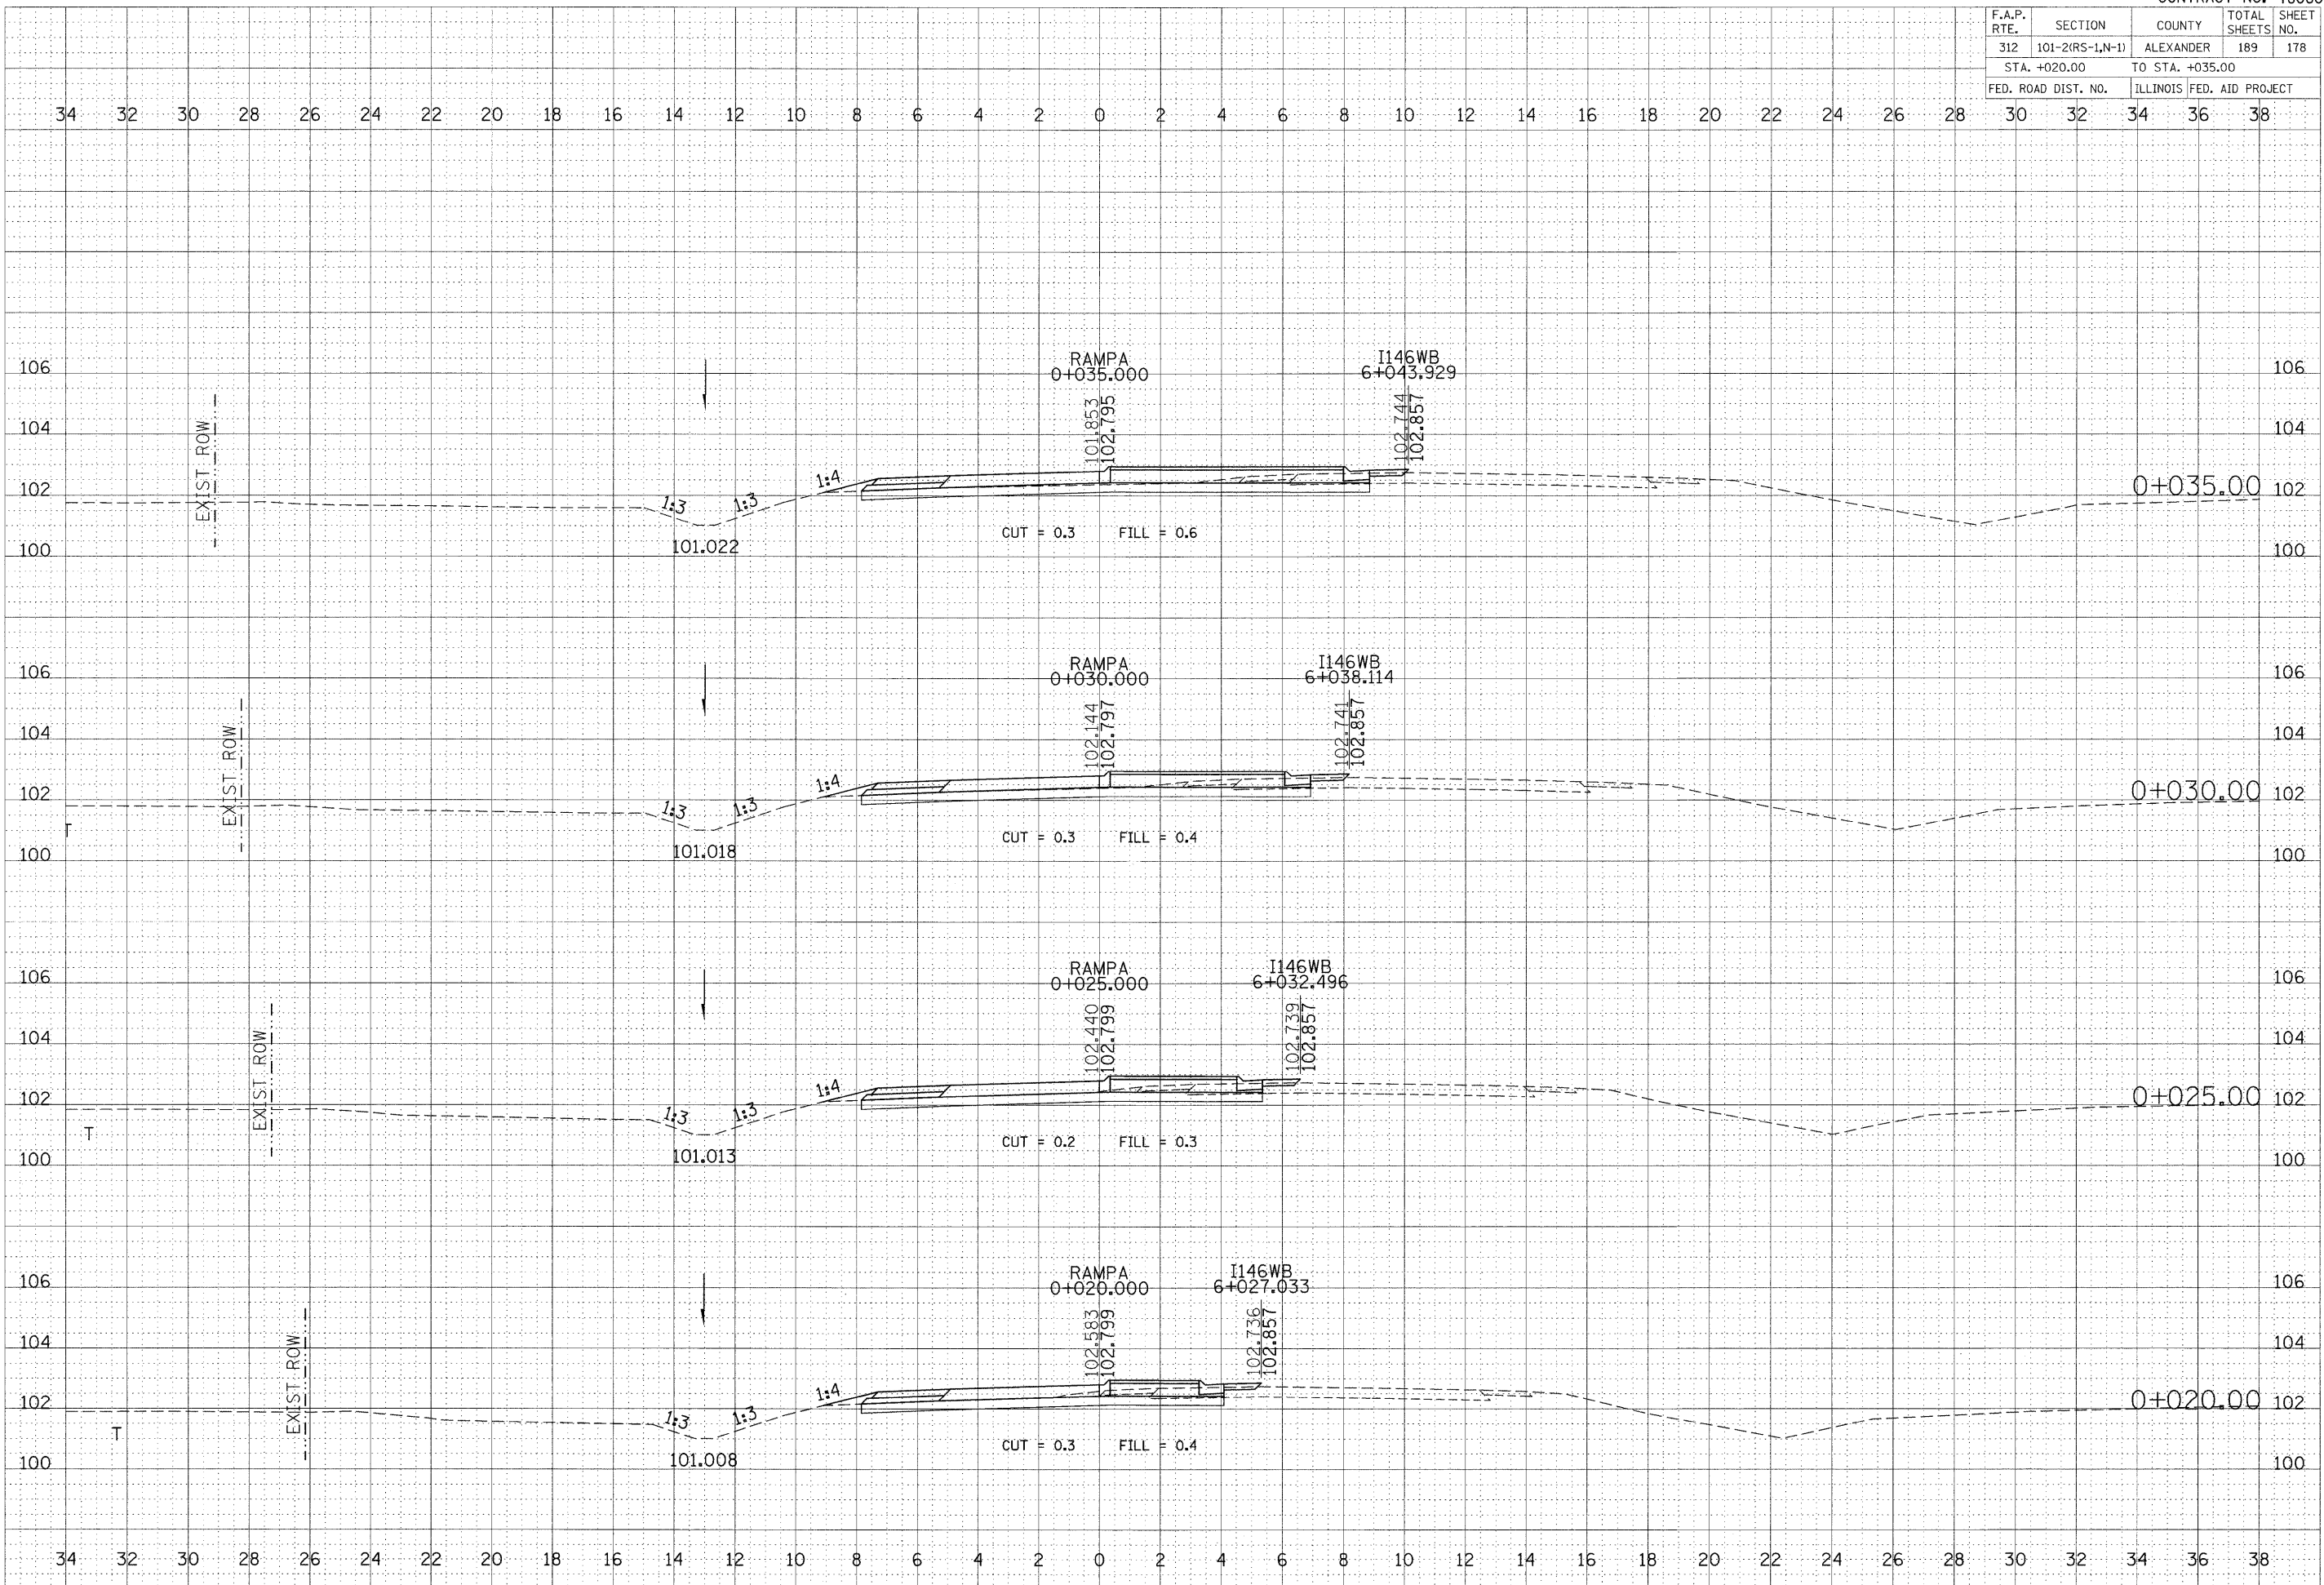 F.A.P. RTE. SECTION COUNTY TOTAL SHEETS SHEET NO.
312 101-2(RS-1,N-1) ALEXANDER 189 178
STA. +020.00 TO STA. +035.00
FED. ROAD DIST. NO. ILLINOIS FED. AID PROJECT
34 32 30 28 26 24 22 20 18 16 14 12 10 8 6 4 2 0 2 4 6 8 10 12 14 16 18 20 22 24 26 28 30 32 34 36 38
RAMPA I146WB
106 0+035.000 6+043.929 106
104 EXIST ROW 101.853 102.795 102.744 102.857 104
102 1:3 1:3 1:4 0+035.00 102
CUT = 0.3 FILL = 0.6
100 101.022 100
RAMPA I146WB
106 0+030.000 6+038.114 106
104 EXIST ROW 102.144 102.797 102.741 102.857 104
102 1:3 1:3 1:4 0+030.00 102
T CUT = 0.3 FILL = 0.4
100 101.018 100
RAMPA I146WB
106 0+025.000 6+032.496 106
104 EXIST ROW 102.440 102.799 102.739 102.857 104
102 1:3 1:3 1:4 0+025.00 102
T CUT = 0.2 FILL = 0.3
100 101.013 100
RAMPA I146WB
106 0+020.000 6+027.033 106
104 EXIST ROW 102.583 102.799 102.736 102.857 104
102 1:3 1:3 1:4 0+020.00 102
T CUT = 0.3 FILL = 0.4
100 101.008 100
34 32 30 28 26 24 22 20 18 16 14 12 10 8 6 4 2 0 2 4 6 8 10 12 14 16 18 20 22 24 26 28 30 32 34 36 38